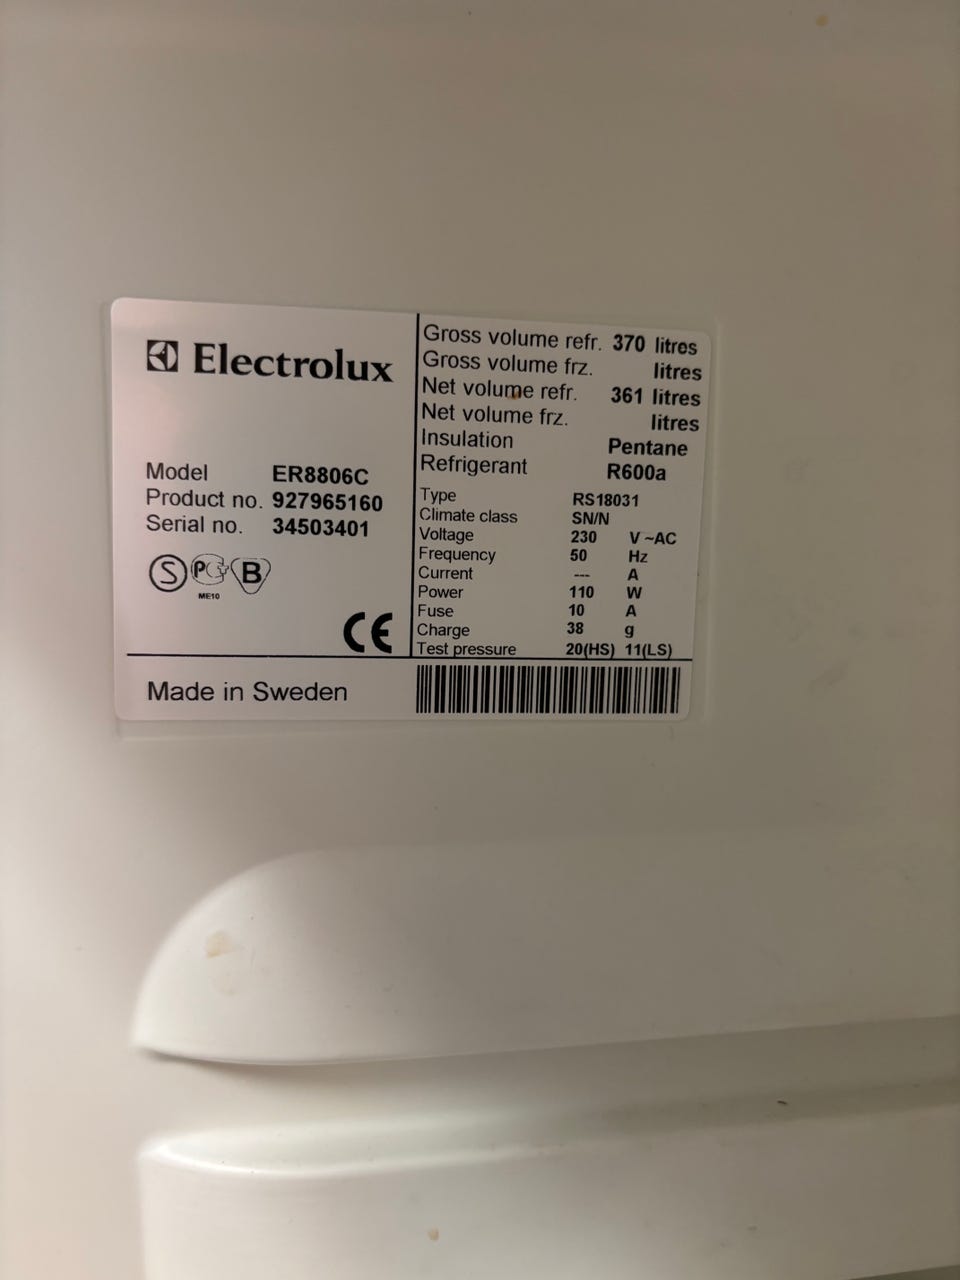 Electrolux
Model ER8806C
Product no. 927965160
Serial no. 34503401
S PG B
ME10
CE
Made in Sweden
Gross volume refr. 370 litres
Gross volume frz. litres
Net volume refr. 361 litres
Net volume frz. litres
Insulation Pentane
Refrigerant R600a
Type RS18031
Climate class SN/N
Voltage 230 V ~AC
Frequency 50 Hz
Current --- A
Power 110 W
Fuse 10 A
Charge 38 g
Test pressure 20(HS) 11(LS)